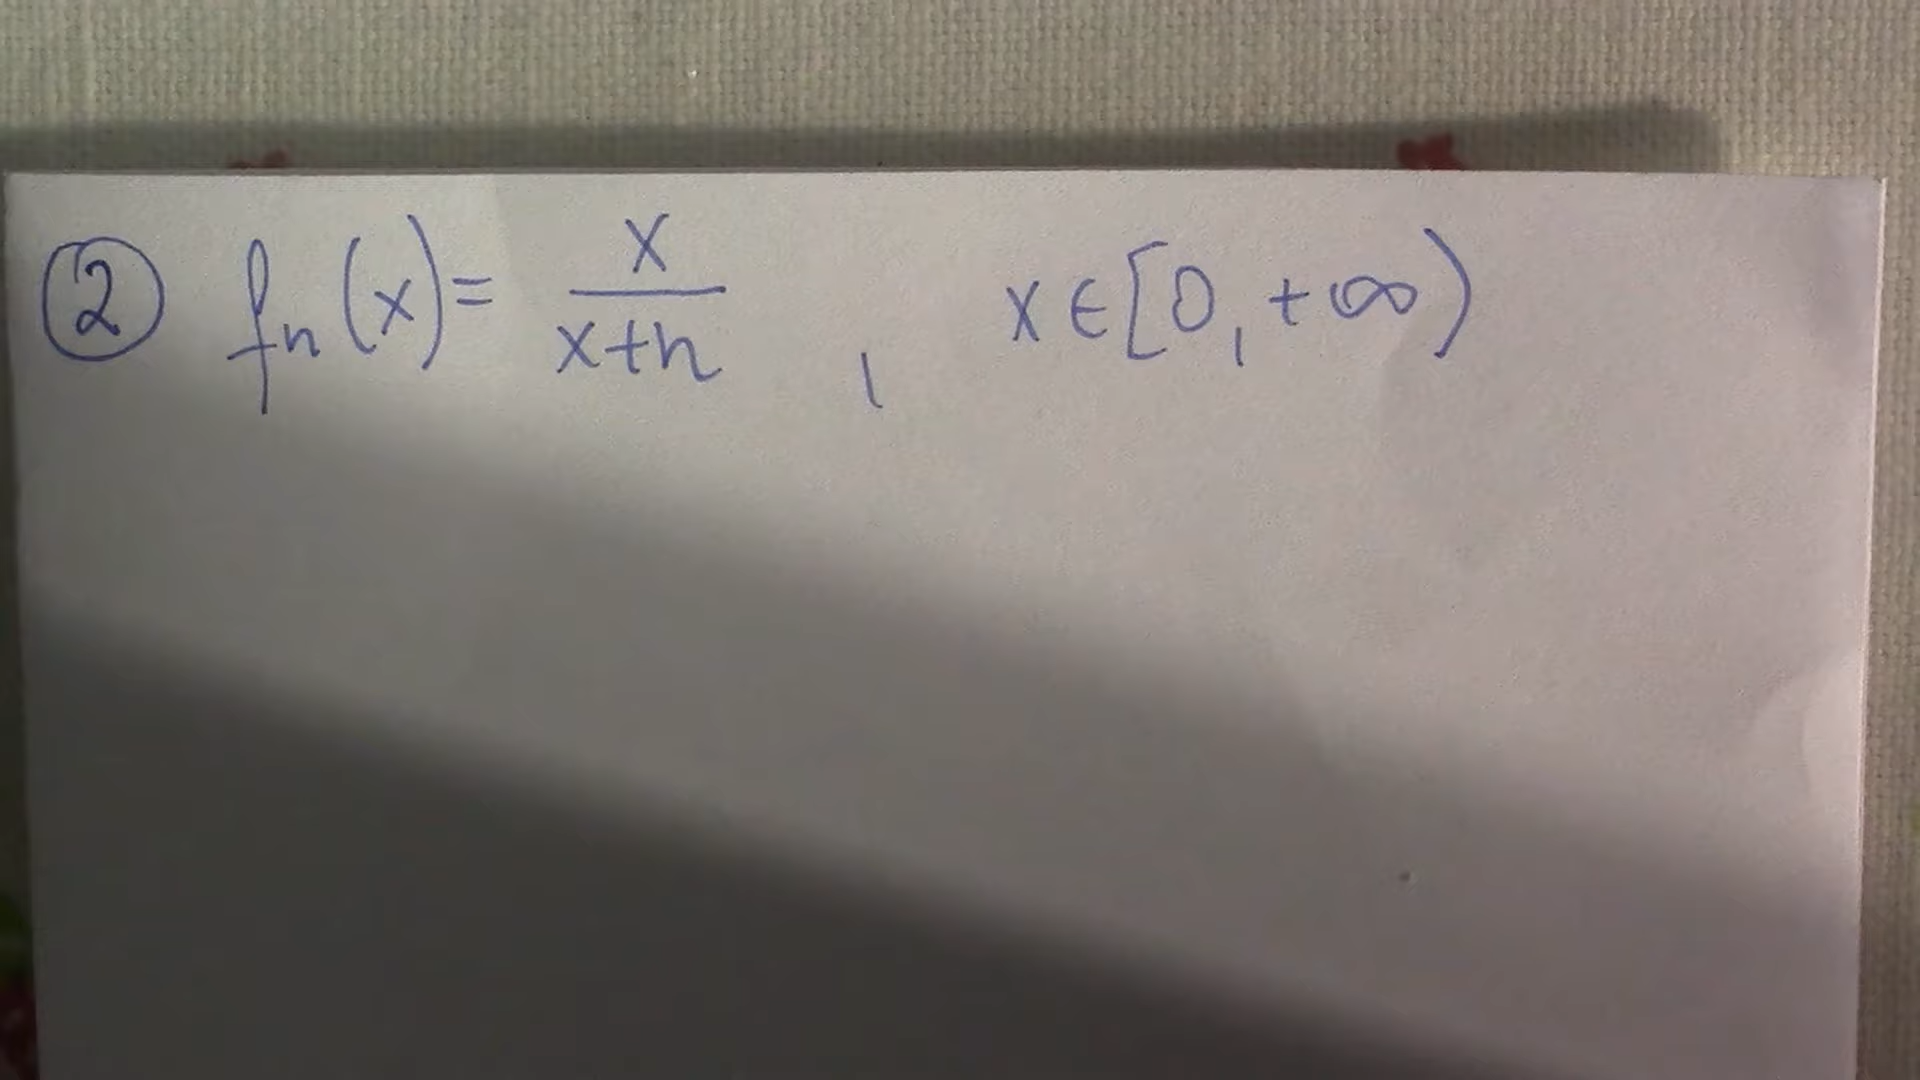 ② fₙ(x) = x/(x+n) , x ∈ [0, +∞)